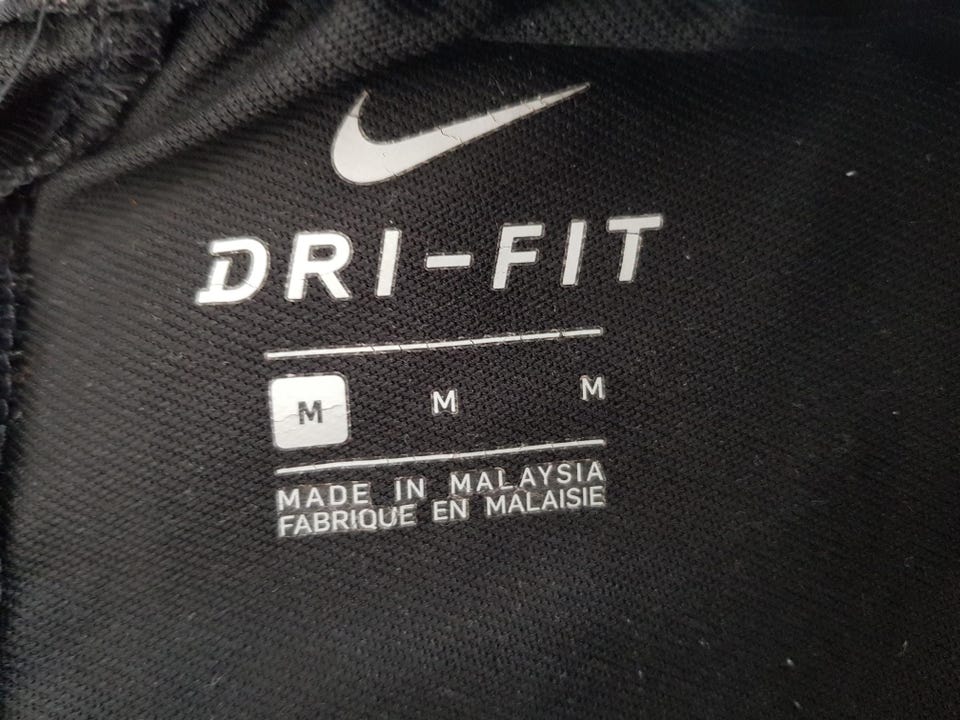 DRI-FIT
M M M
MADE IN MALAYSIA
FABRIQUE EN MALAISIE